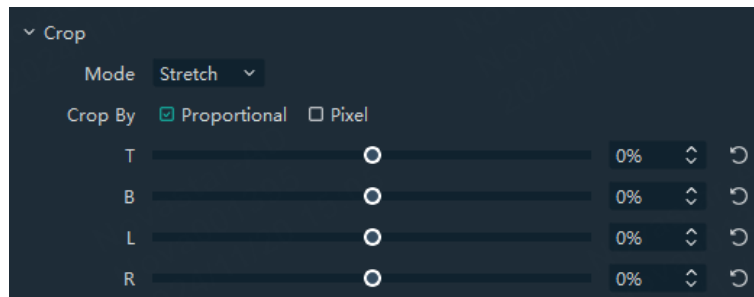 Crop
Mode Stretch
Crop By Proportional Pixel
T 0%
B 0%
L 0%
R 0%